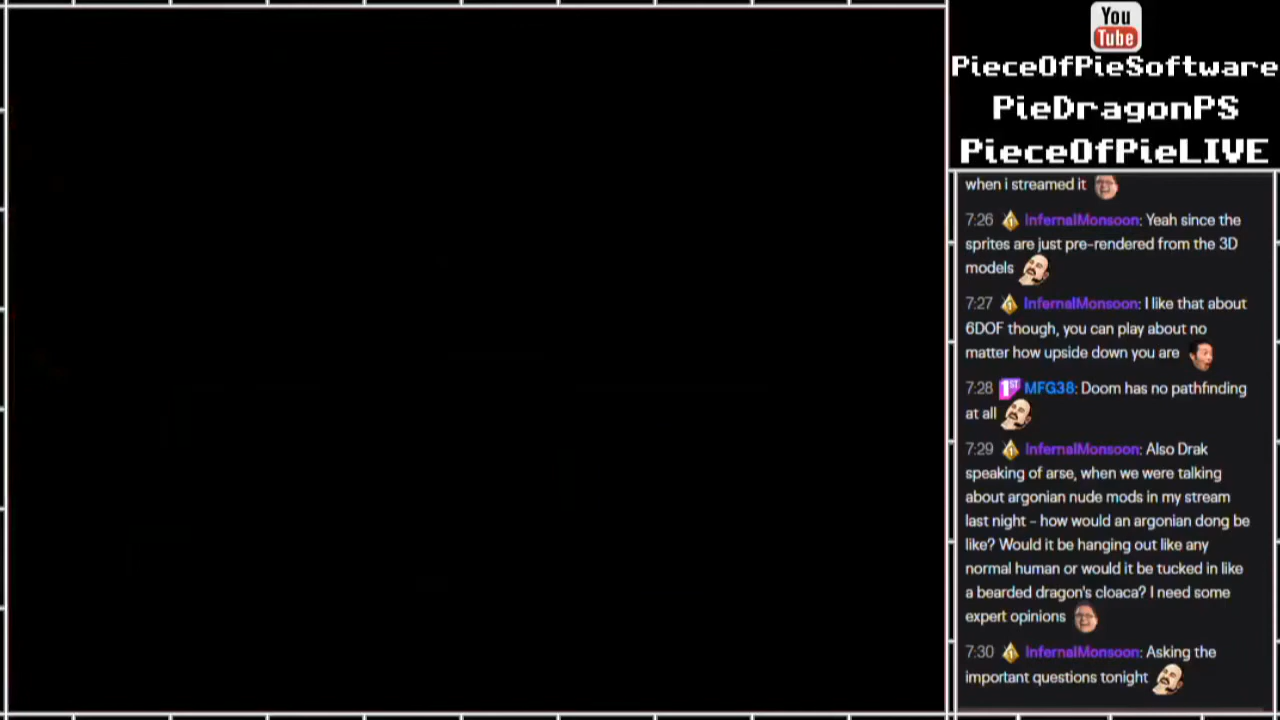 You
Tube
PieceOfPieSoftware
PieDragonPS
PieceOfPieLIVE
when i streamed it
7:26 InfernalMonsoon: Yeah since the
sprites are just pre-rendered from the 3D
models
7:27 InfernalMonsoon: I like that about
6DOF though, you can play about no
matter how upside down you are
7:28 1ST MFG38: Doom has no pathfinding
at all
7:29 InfernalMonsoon: Also Drak
speaking of arse, when we were talking
about argonian nude mods in my stream
last night - how would an argonian dong be
like? Would it be hanging out like any
normal human or would it be tucked in like
a bearded dragon's cloaca? I need some
expert opinions
7:30 InfernalMonsoon: Asking the
important questions tonight